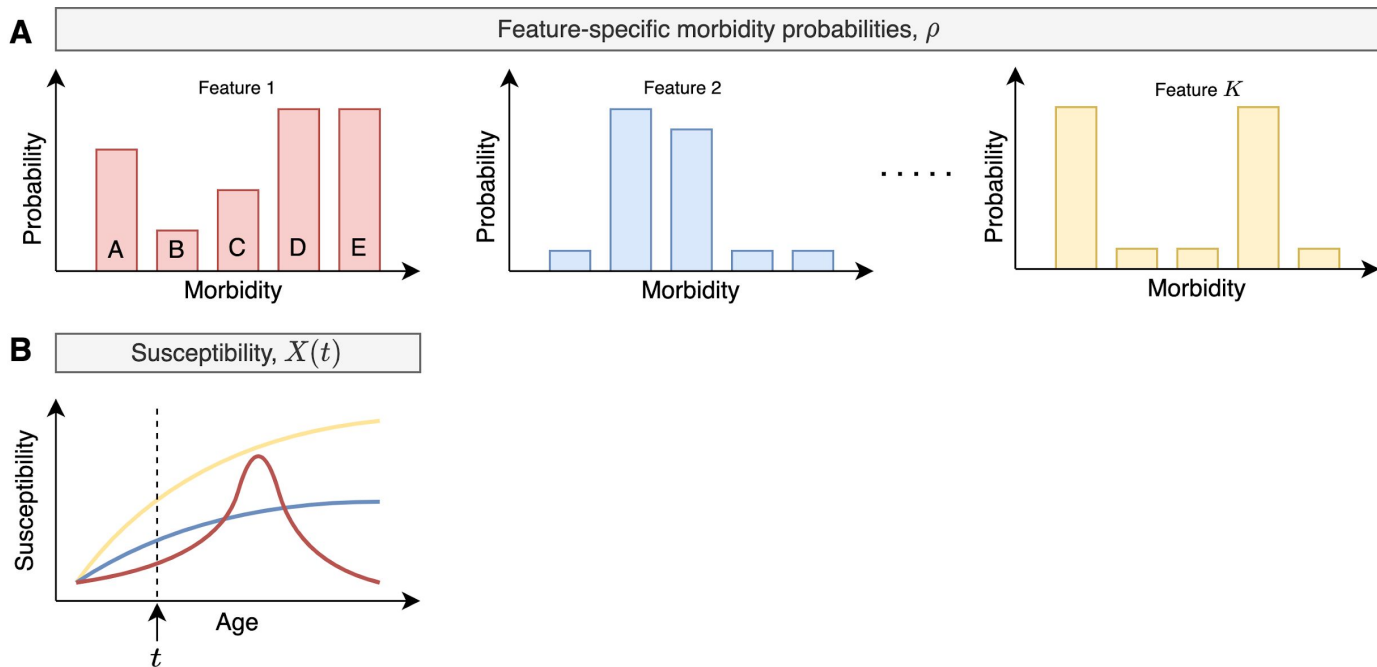 A
Feature-specific morbidity probabilities, ρ
Feature 1
Probability
A B C D E
Morbidity
Feature 2
Probability
Morbidity
.....
Feature K
Probability
Morbidity
B
Susceptibility, X(t)
Susceptibility
Age
t